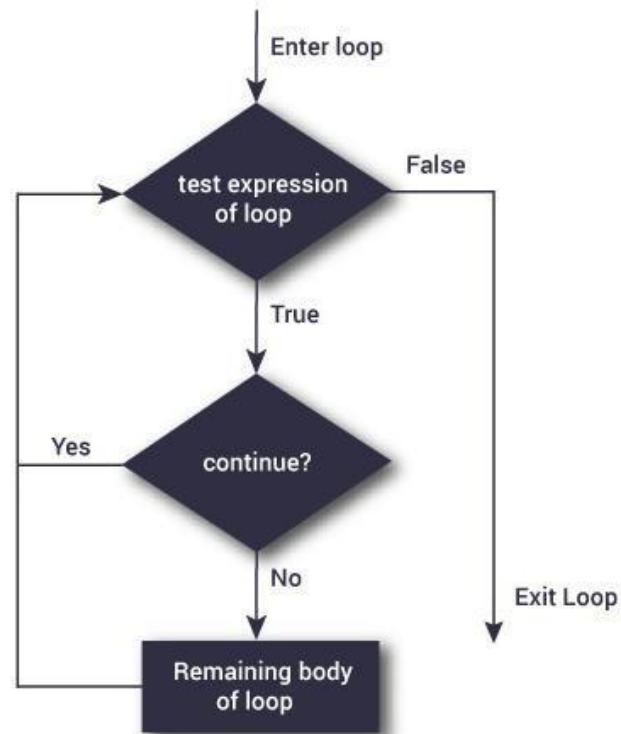 Enter loop
test expression
of loop
False
True
Yes
continue?
No
Exit Loop
Remaining body
of loop